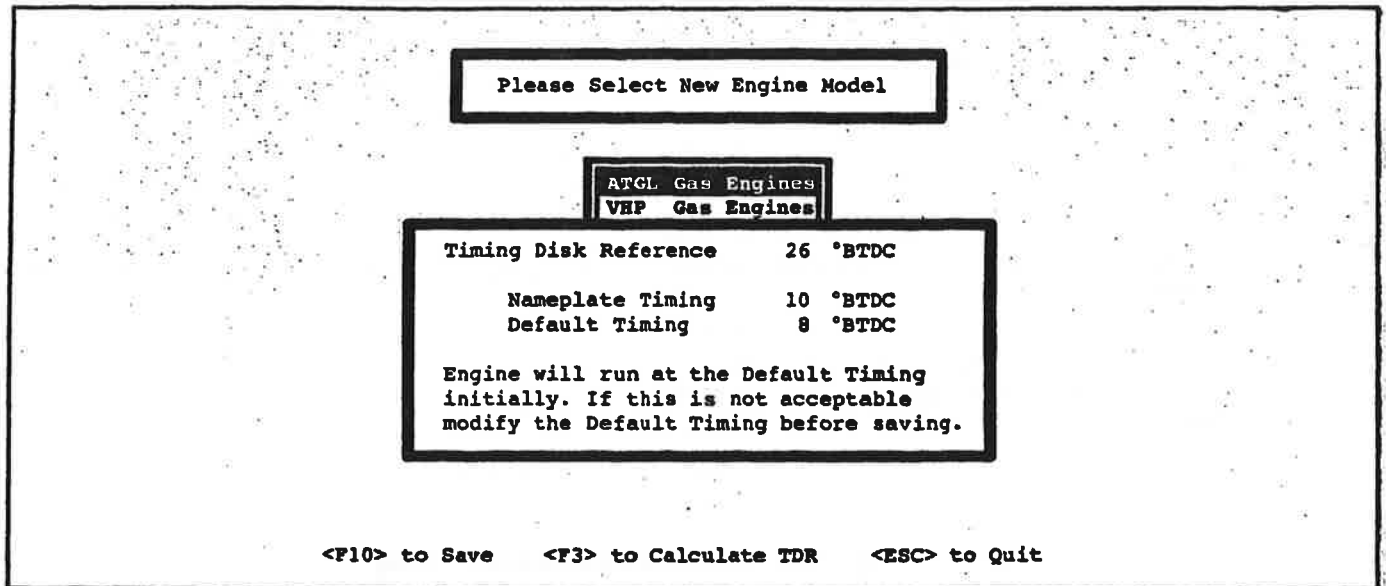 Please Select New Engine Model
ATGL Gas Engines
VHP Gas Engines
Timing Disk Reference 26 °BTDC
Nameplate Timing 10 °BTDC
Default Timing 8 °BTDC
Engine will run at the Default Timing
initially. If this is not acceptable
modify the Default Timing before saving.
<F10> to Save <F3> to Calculate TDR <ESC> to Quit